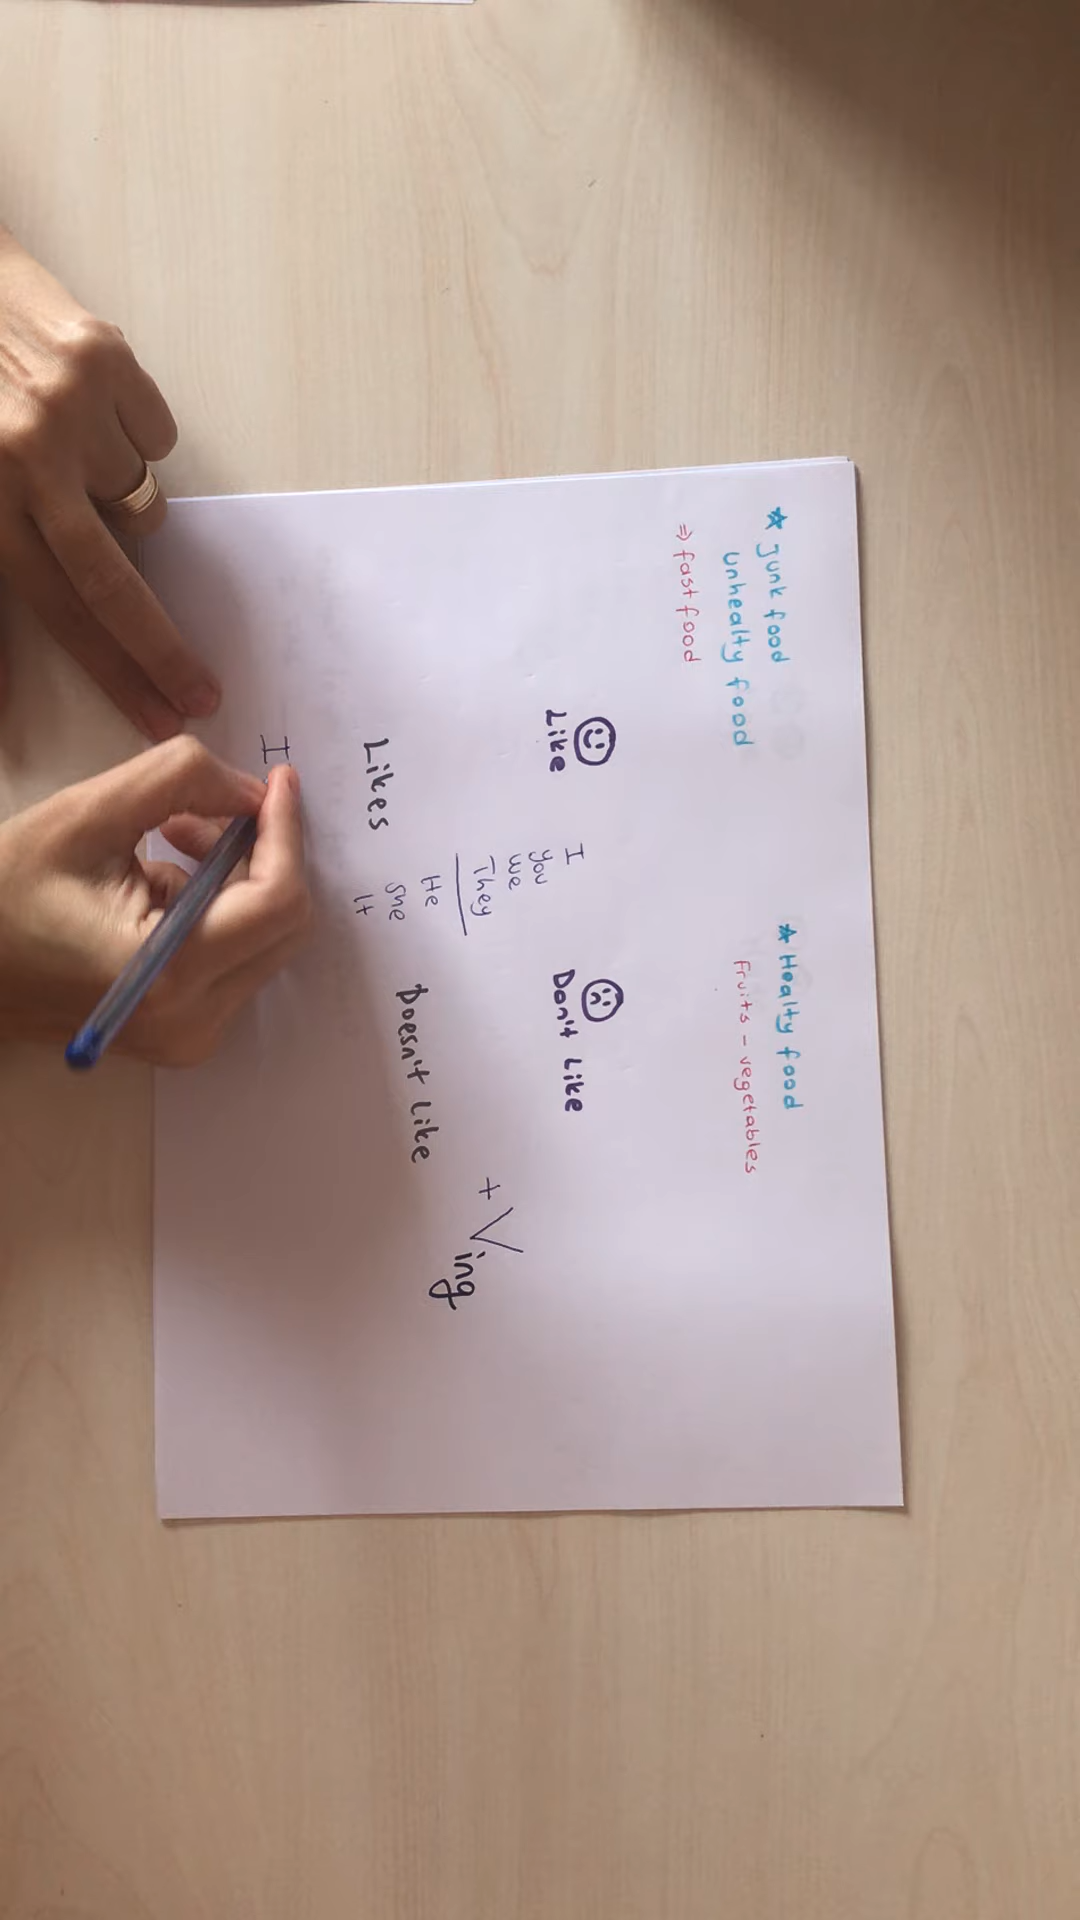 ★ Junk food
unhealty food
⇒ fast food
★ Healty food
Fruits - vegetables
Like
I
you
we
They
Don't Like
Likes
He
she
It
Doesn't Like
+ Ving
I